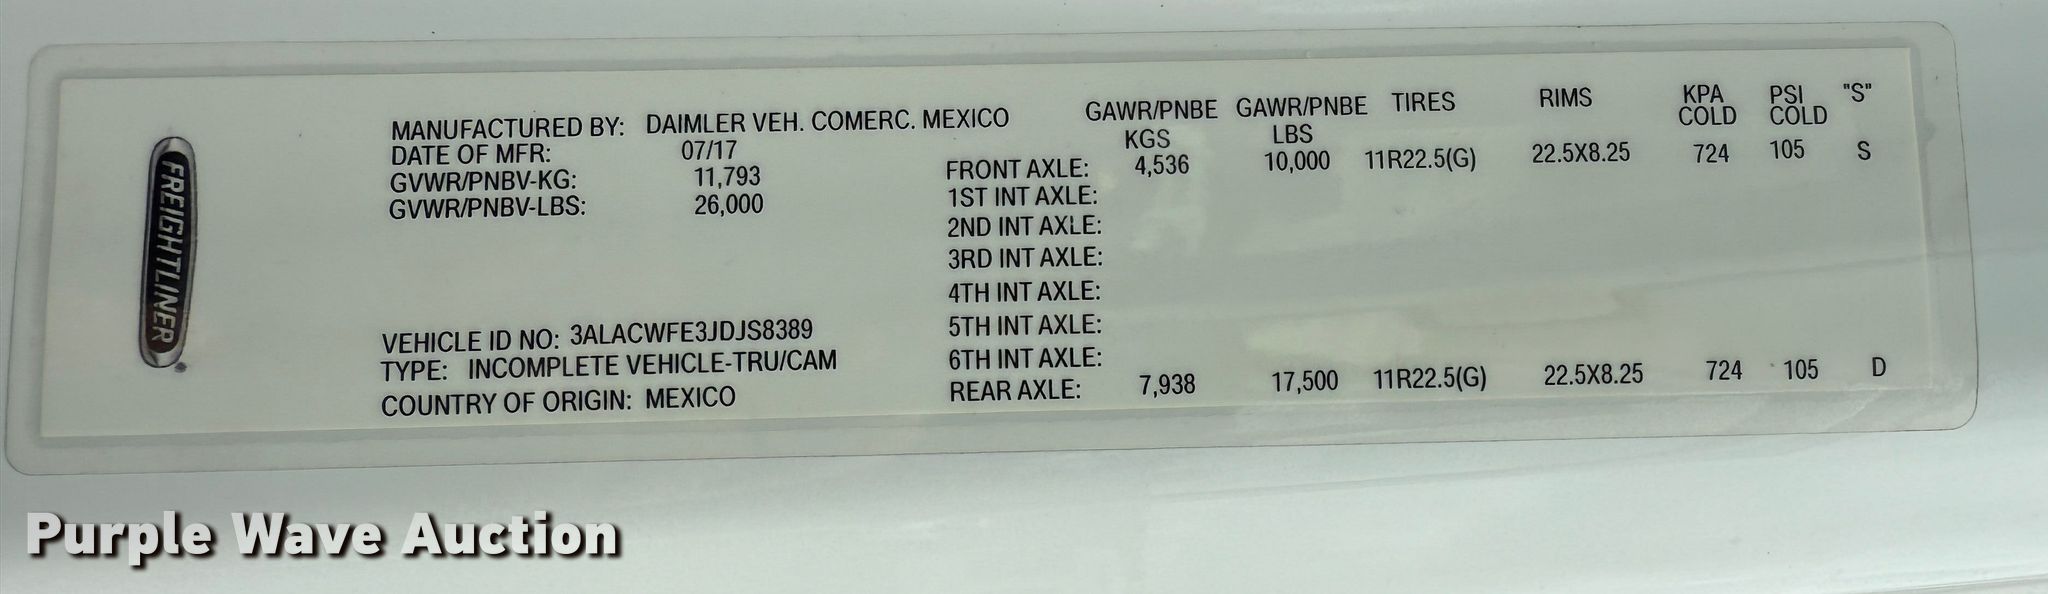 FREIGHTLINER
MANUFACTURED BY: DAIMLER VEH. COMERC. MEXICO
DATE OF MFR: 07/17
GVWR/PNBV-KG: 11,793
GVWR/PNBV-LBS: 26,000
VEHICLE ID NO: 3ALACWFE3JDJS8389
TYPE: INCOMPLETE VEHICLE-TRU/CAM
COUNTRY OF ORIGIN: MEXICO
GAWR/PNBE KGS GAWR/PNBE LBS TIRES RIMS KPA COLD PSI COLD "S"
FRONT AXLE: 4,536 10,000 11R22.5(G) 22.5X8.25 724 105 S
1ST INT AXLE:
2ND INT AXLE:
3RD INT AXLE:
4TH INT AXLE:
5TH INT AXLE:
6TH INT AXLE:
REAR AXLE: 7,938 17,500 11R22.5(G) 22.5X8.25 724 105 D
Purple Wave Auction